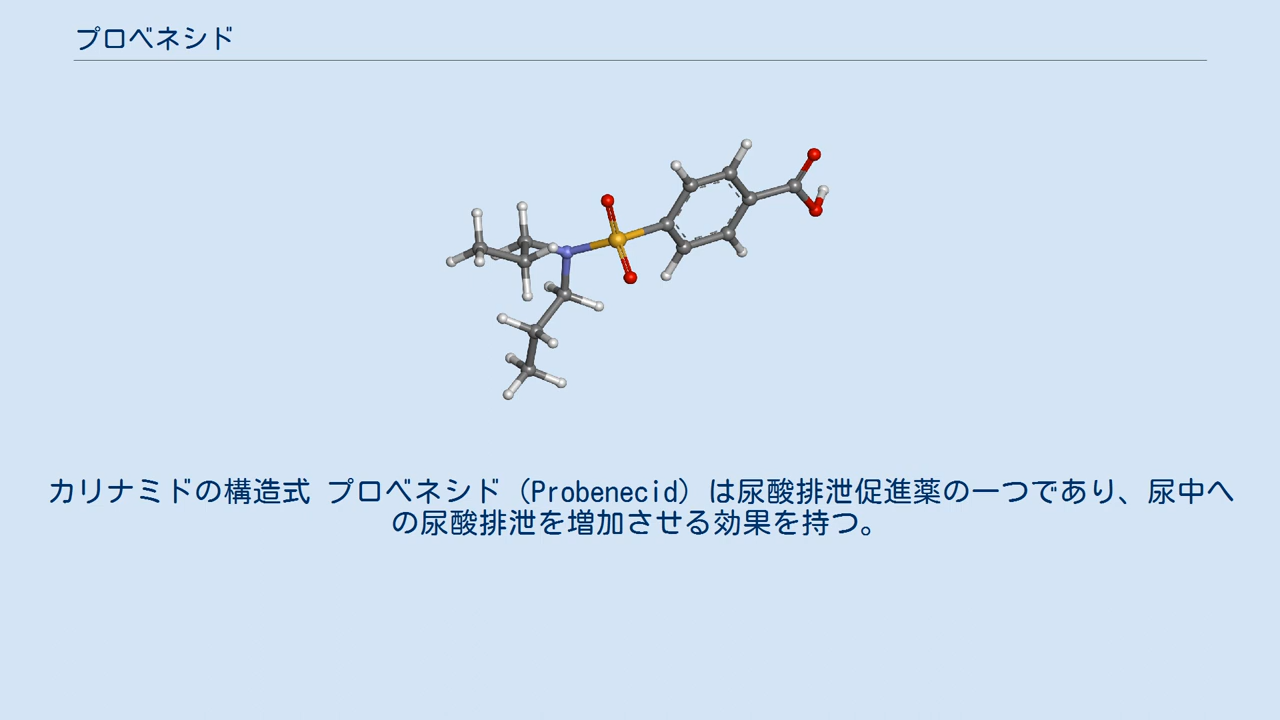 プロベネシド
カリナミドの構造式 プロベネシド（Probenecid）は尿酸排泄促進薬の一つであり、尿中へ
の尿酸排泄を増加させる効果を持つ。